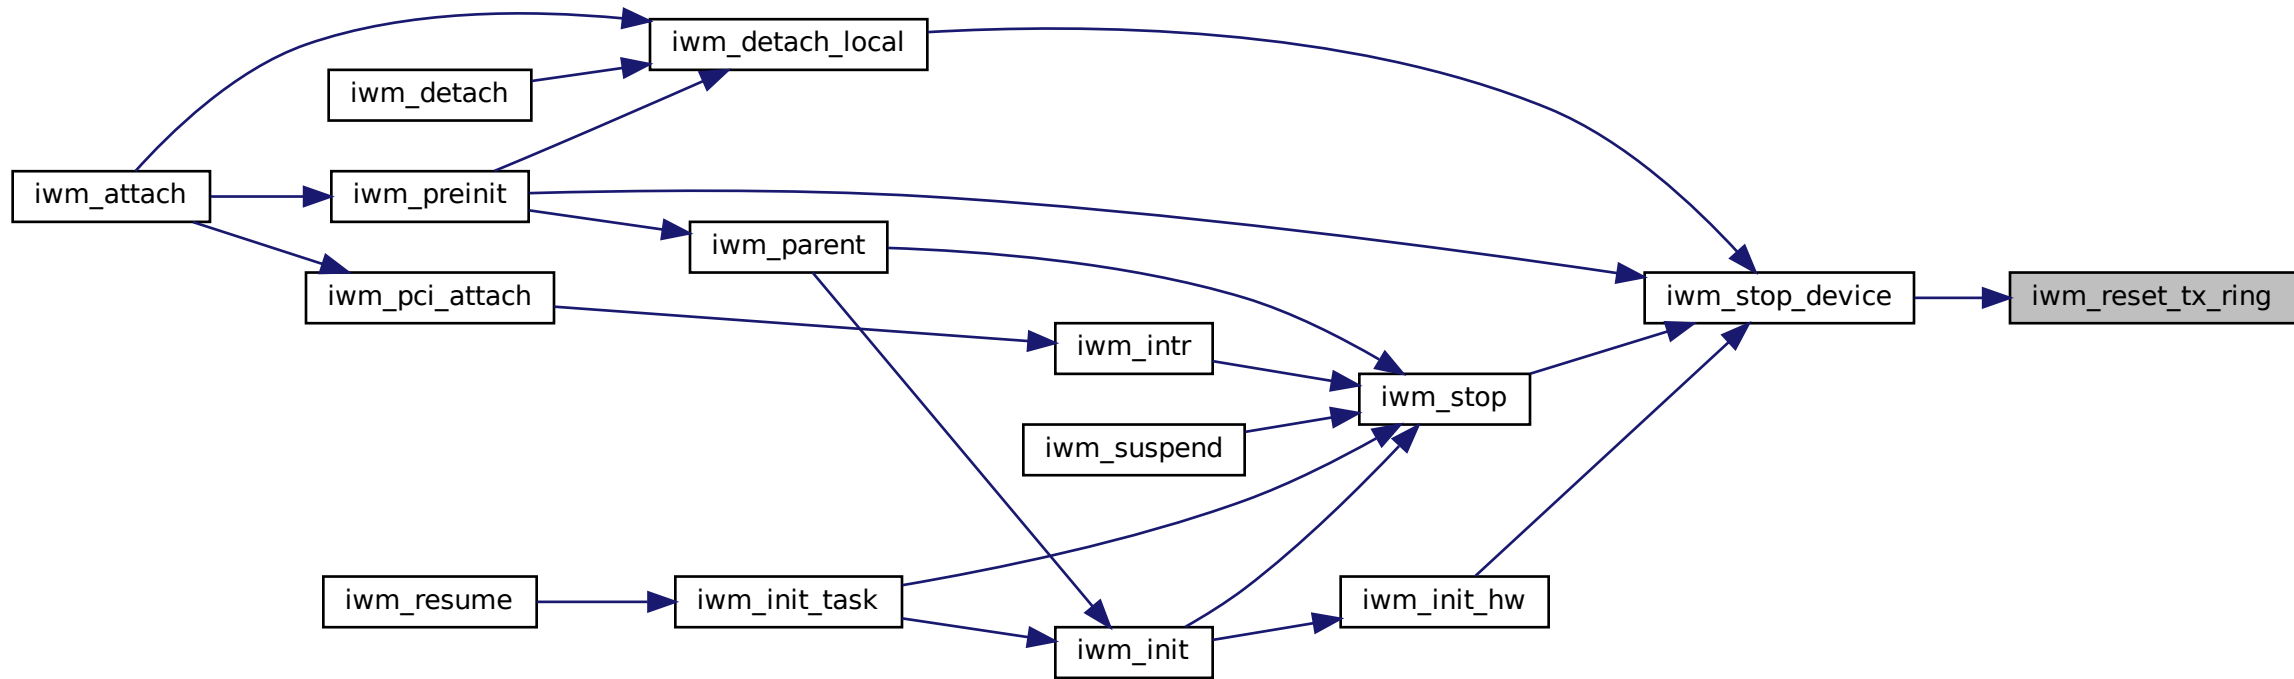 iwm_detach_local
iwm_detach
iwm_attach
iwm_preinit
iwm_parent
iwm_pci_attach
iwm_stop_device
iwm_reset_tx_ring
iwm_intr
iwm_stop
iwm_suspend
iwm_resume
iwm_init_task
iwm_init_hw
iwm_init